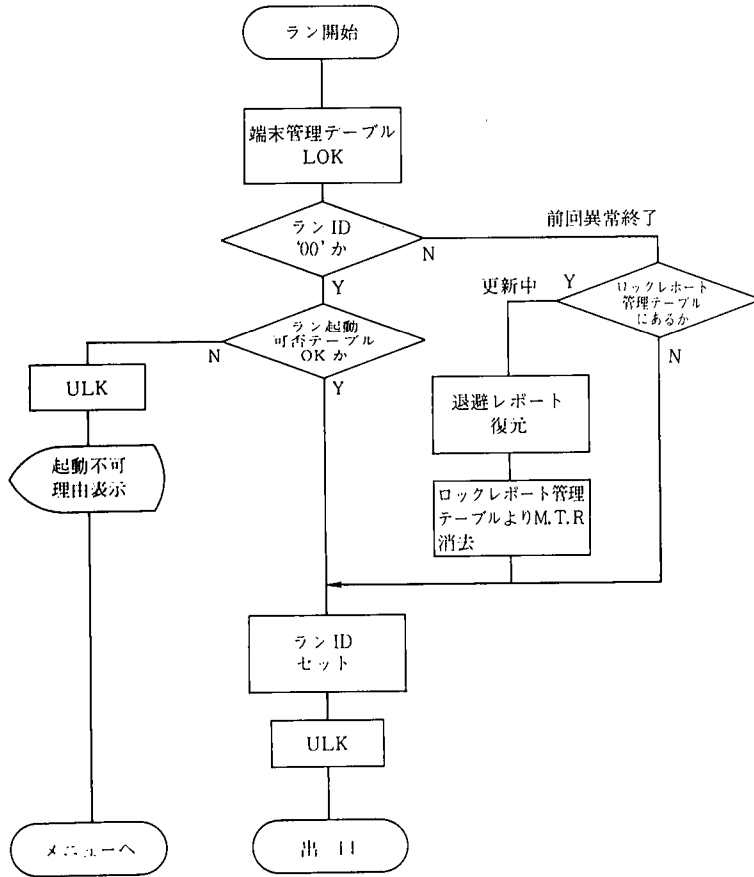 ラン開始
端末管理テーブル
LOK
ラン ID
'00' か
N
Y
前回異常終了
ロックレポート
管理テーブル
にあるか
Y
N
更新中
ラン起動
可否テーブル
OK か
N
Y
ULK
起動不可
理由表示
退避レポート
復元
ロックレポート管理
テーブルよりM.T.R
消去
ラン ID
セット
ULK
メニューへ
出 口